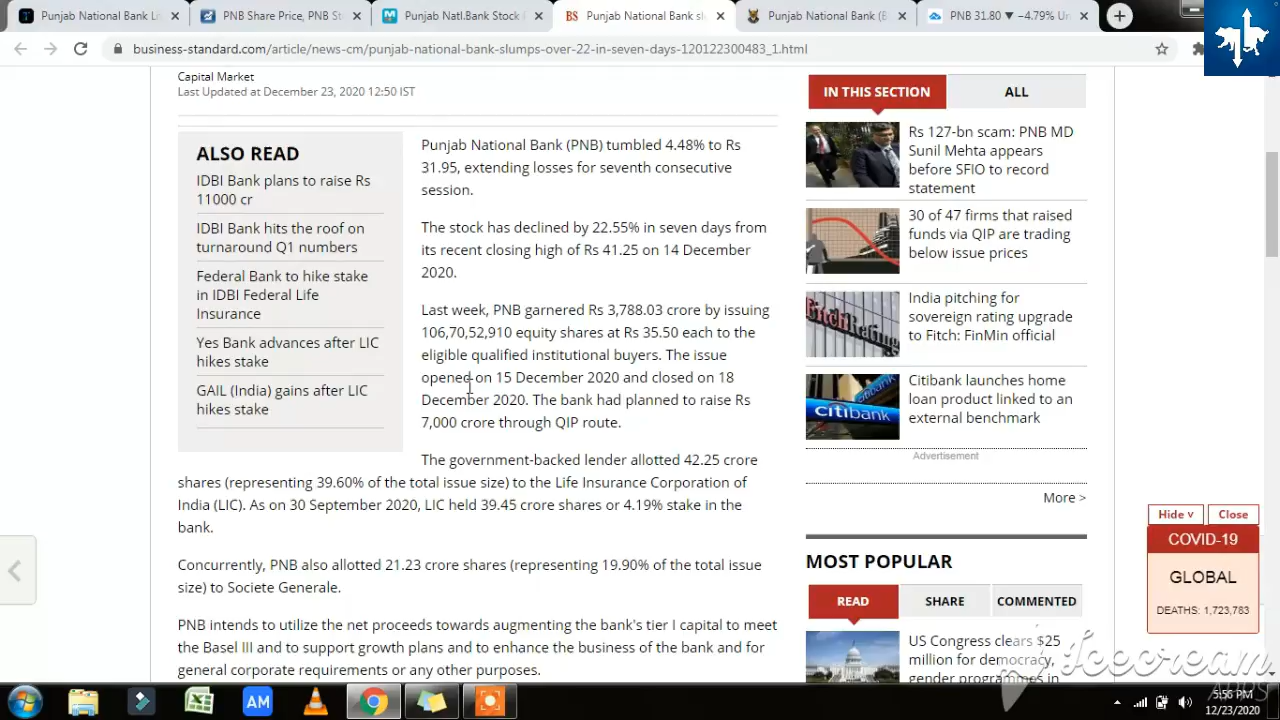 Punjab National Bank Li
PNB Share Price, PNB St
Punjab Natl.Bank Stock
Punjab National Bank sl
Punjab National Bank (B
PNB 31.80 ▼ −4.79% Un
business-standard.com/article/news-cm/punjab-national-bank-slumps-over-22-in-seven-days-120122300483_1.html
Capital Market
Last Updated at December 23, 2020 12:50 IST
ALSO READ
IDBI Bank plans to raise Rs
11000 cr
IDBI Bank hits the roof on
turnaround Q1 numbers
Federal Bank to hike stake
in IDBI Federal Life
Insurance
Yes Bank advances after LIC
hikes stake
GAIL (India) gains after LIC
hikes stake
Punjab National Bank (PNB) tumbled 4.48% to Rs
31.95, extending losses for seventh consecutive
session.
The stock has declined by 22.55% in seven days from
its recent closing high of Rs 41.25 on 14 December
2020.
Last week, PNB garnered Rs 3,788.03 crore by issuing
106,70,52,910 equity shares at Rs 35.50 each to the
eligible qualified institutional buyers. The issue
opened on 15 December 2020 and closed on 18
December 2020. The bank had planned to raise Rs
7,000 crore through QIP route.
The government-backed lender allotted 42.25 crore
shares (representing 39.60% of the total issue size) to the Life Insurance Corporation of
India (LIC). As on 30 September 2020, LIC held 39.45 crore shares or 4.19% stake in the
bank.
Concurrently, PNB also allotted 21.23 crore shares (representing 19.90% of the total issue
size) to Societe Generale.
PNB intends to utilize the net proceeds towards augmenting the bank's tier I capital to meet
the Basel III and to support growth plans and to enhance the business of the bank and for
general corporate requirements or any other purposes.
IN THIS SECTION
ALL
Rs 127-bn scam: PNB MD
Sunil Mehta appears
before SFIO to record
statement
30 of 47 firms that raised
funds via QIP are trading
below issue prices
India pitching for
sovereign rating upgrade
to Fitch: FinMin official
Citibank launches home
loan product linked to an
external benchmark
Advertisement
More >
MOST POPULAR
READ
SHARE
COMMENTED
US Congress clears $25
million for democracy,
gender programmes in
Hide v
Close
COVID-19
GLOBAL
DEATHS: 1,723,783
Icecream
APPS
AM
5:56 PM
12/23/2020